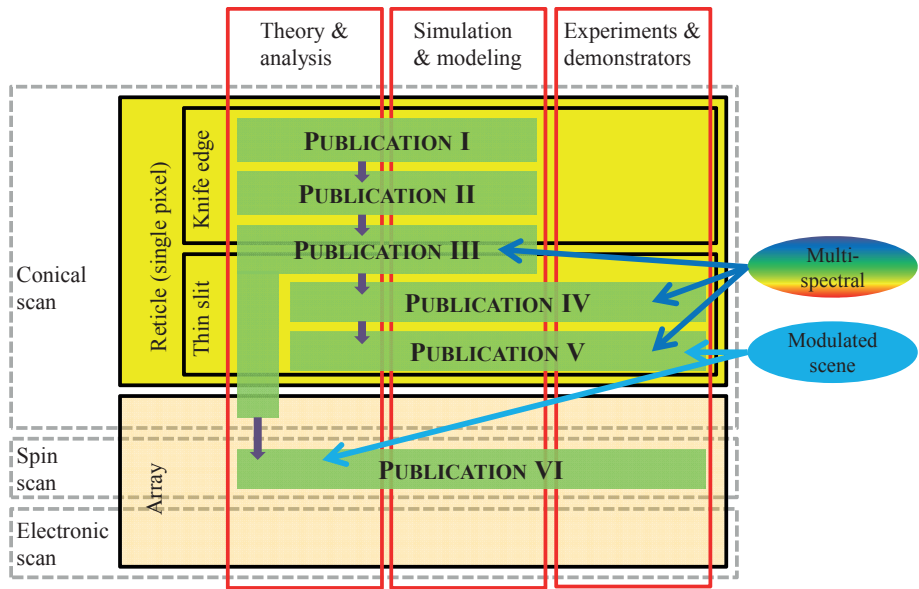 Theory &
analysis
Simulation
& modeling
Experiments &
demonstrators
Conical
scan
Reticle (single pixel)
Knife edge
PUBLICATION I
PUBLICATION II
PUBLICATION III
Thin slit
PUBLICATION IV
PUBLICATION V
Multi-
spectral
Modulated
scene
Spin
scan
Array
PUBLICATION VI
Electronic
scan